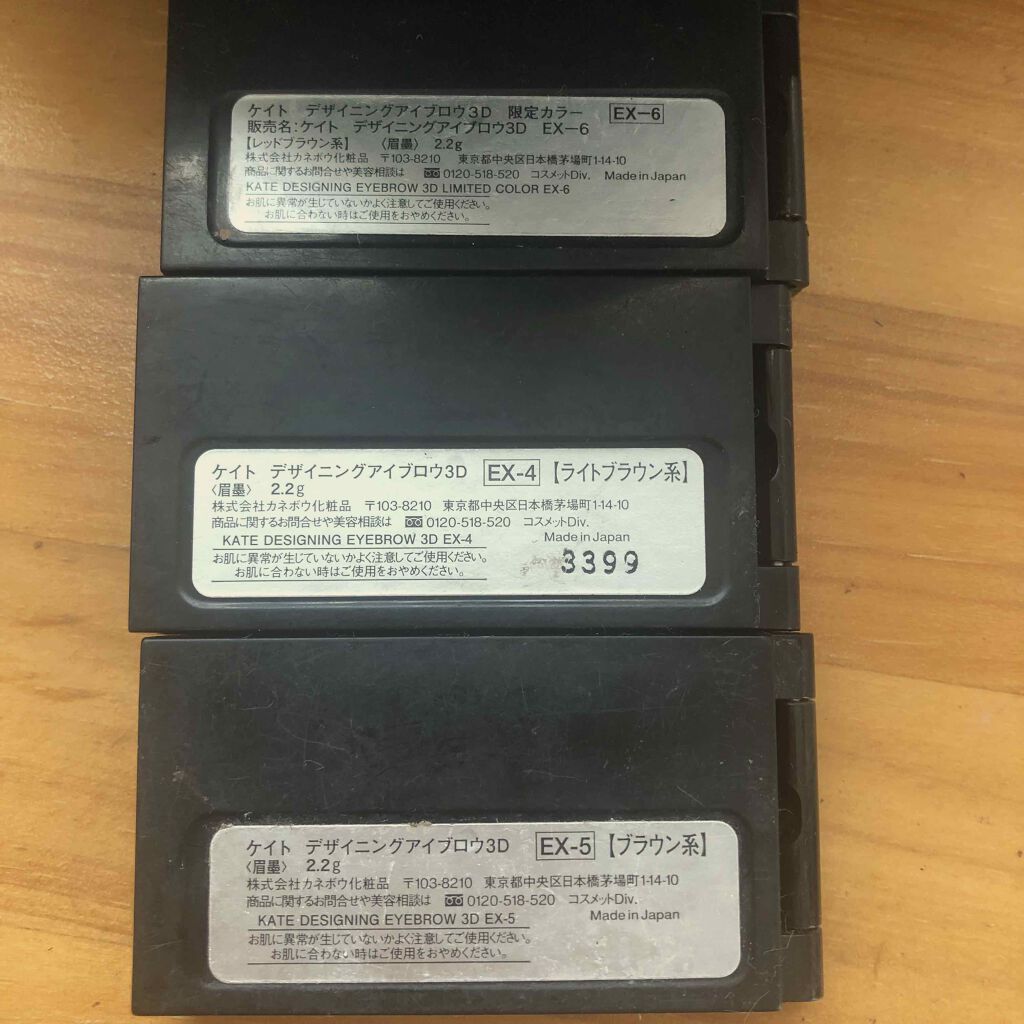 ケイト デザイニングアイブロウ3D 限定カラー EX-6
販売名:ケイト デザイニングアイブロウ3D EX-6
【レッドブラウン系】 〈眉墨〉 2.2g
株式会社カネボウ化粧品 〒103-8210 東京都中央区日本橋茅場町1-14-10
商品に関するお問合せや美容相談は 0120-518-520 コスメットDiv. Made in Japan
KATE DESIGNING EYEBROW 3D LIMITED COLOR EX-6
お肌に異常が生じていないかよく注意してご使用ください。
お肌に合わない時はご使用をおやめください。
ケイト デザイニングアイブロウ3D EX-4 【ライトブラウン系】
〈眉墨〉 2.2g
株式会社カネボウ化粧品 〒103-8210 東京都中央区日本橋茅場町1-14-10
商品に関するお問合せや美容相談は 0120-518-520 コスメットDiv.
KATE DESIGNING EYEBROW 3D EX-4 Made in Japan
お肌に異常が生じていないかよく注意してご使用ください。
お肌に合わない時はご使用をおやめください。
3399
ケイト デザイニングアイブロウ3D EX-5 【ブラウン系】
〈眉墨〉 2.2g
株式会社カネボウ化粧品 〒103-8210 東京都中央区日本橋茅場町1-14-10
商品に関するお問合せや美容相談は 0120-518-520 コスメットDiv.
KATE DESIGNING EYEBROW 3D EX-5 Made in Japan
お肌に異常が生じていないかよく注意してご使用ください。
お肌に合わない時はご使用をおやめください。